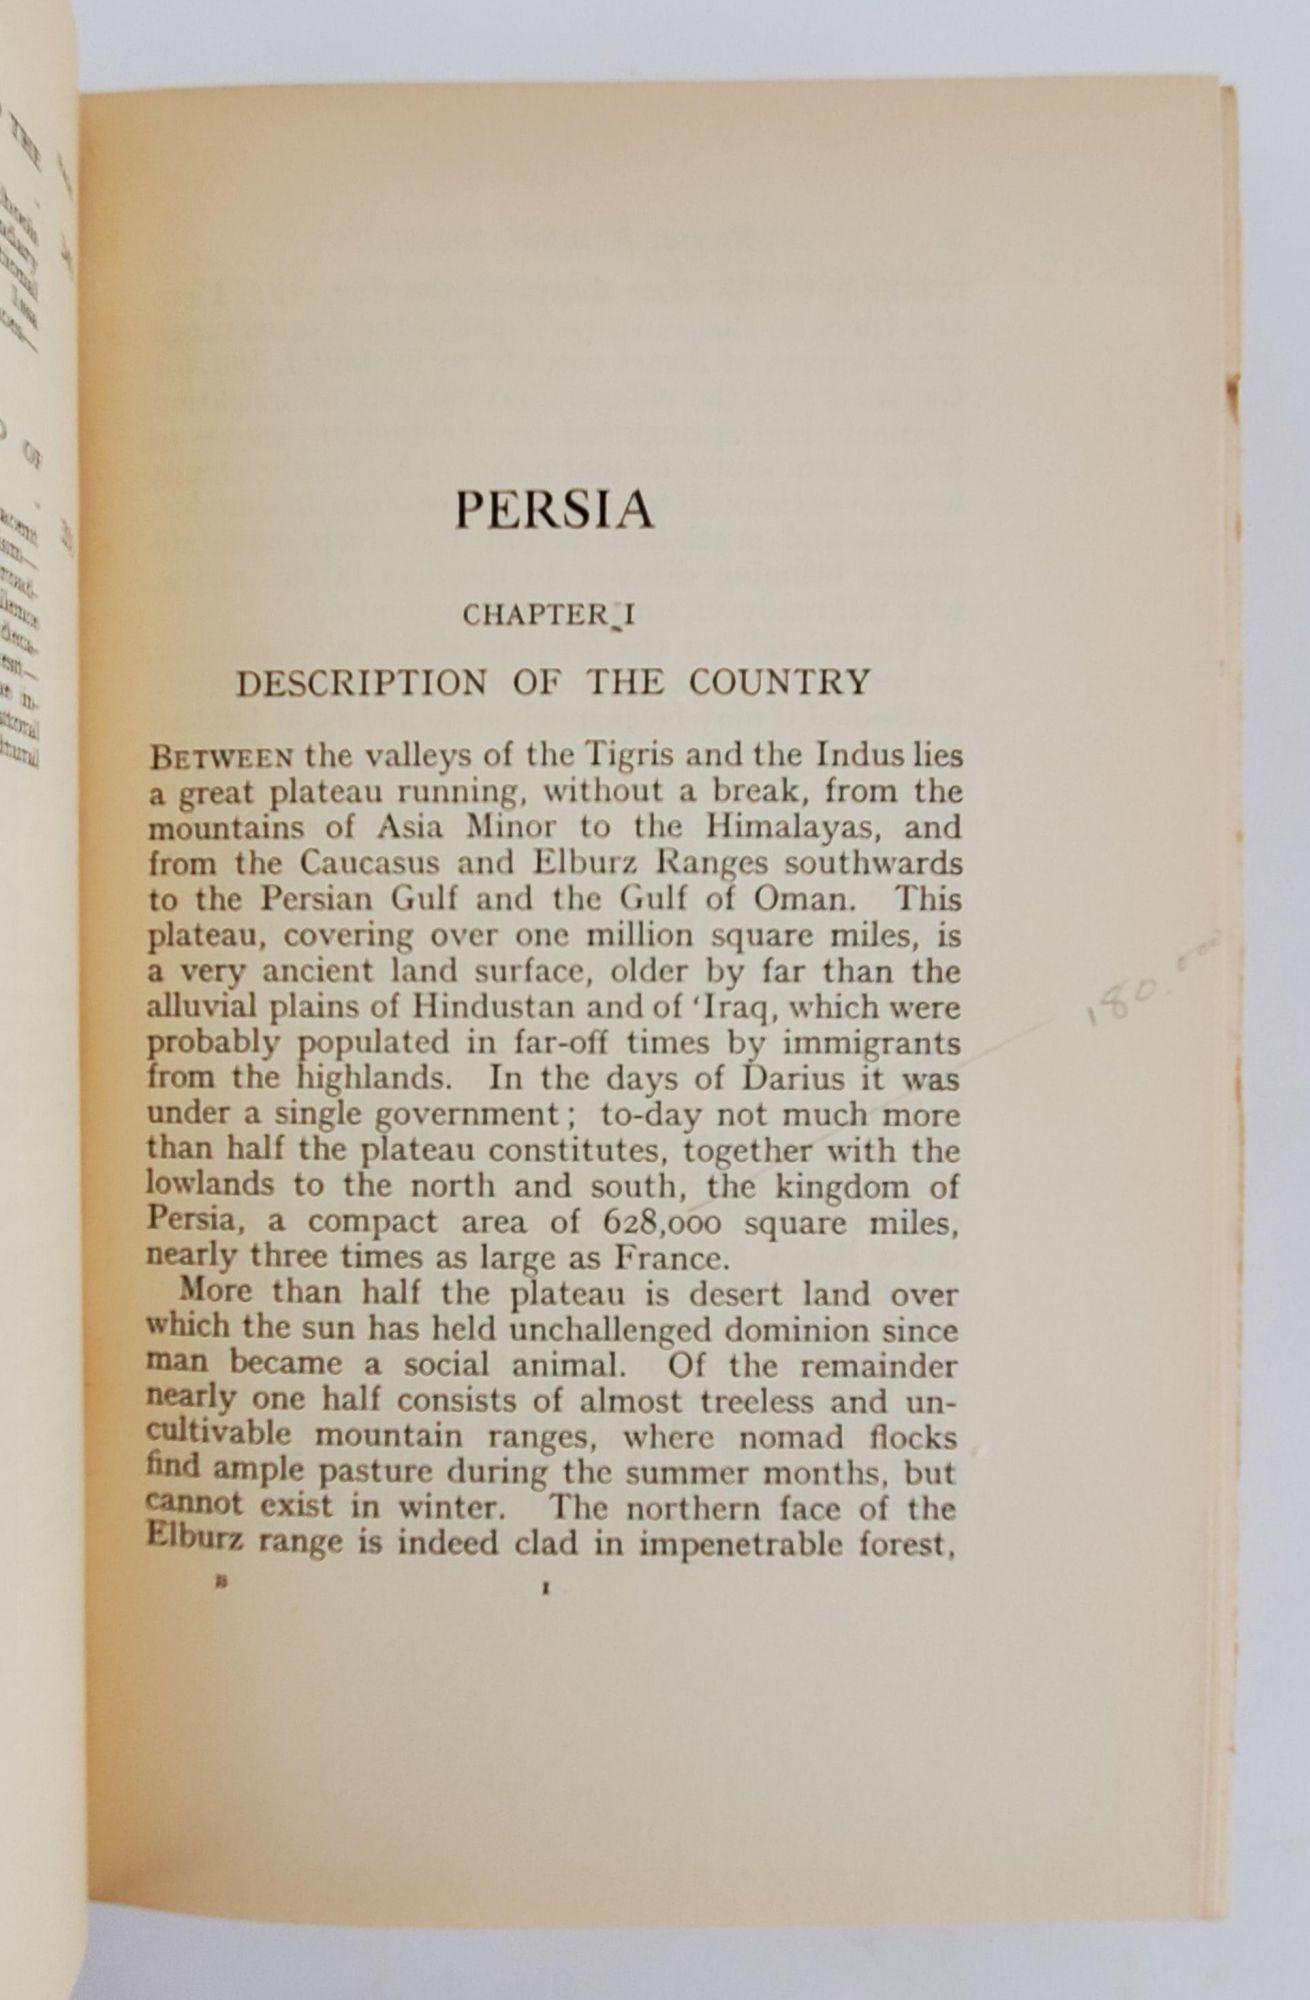 THE
OF
PERSIA
CHAPTER I
DESCRIPTION OF THE COUNTRY
BETWEEN the valleys of the Tigris and the Indus lies
a great plateau running, without a break, from the
mountains of Asia Minor to the Himalayas, and
from the Caucasus and Elburz Ranges southwards
to the Persian Gulf and the Gulf of Oman. This
plateau, covering over one million square miles, is
a very ancient land surface, older by far than the
alluvial plains of Hindustan and of 'Iraq, which were
probably populated in far-off times by immigrants
from the highlands. In the days of Darius it was
under a single government; to-day not much more
than half the plateau constitutes, together with the
lowlands to the north and south, the kingdom of
Persia, a compact area of 628,000 square miles,
nearly three times as large as France.
More than half the plateau is desert land over
which the sun has held unchallenged dominion since
man became a social animal. Of the remainder
nearly one half consists of almost treeless and un-
cultivable mountain ranges, where nomad flocks
find ample pasture during the summer months, but
cannot exist in winter. The northern face of the
Elburz range is indeed clad in impenetrable forest,
B 1
180.000